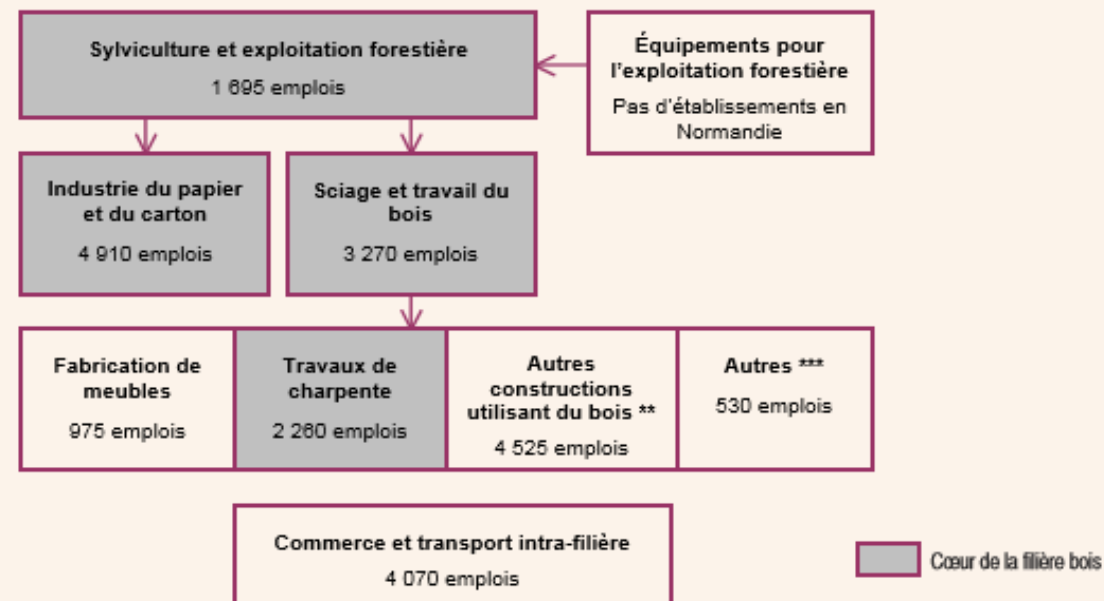 Sylviculture et exploitation forestière
1 695 emplois
Équipements pour
l'exploitation forestière
Pas d'établissements en
Normandie
Industrie du papier
et du carton
4 910 emplois
Sciage et travail du
bois
3 270 emplois
Fabrication de
meubles
975 emplois
Travaux de
charpente
2 260 emplois
Autres
constructions
utilisant du bois **
4 525 emplois
Autres ***
530 emplois
Commerce et transport intra-filière
4 070 emplois
Cœur de la filière bois